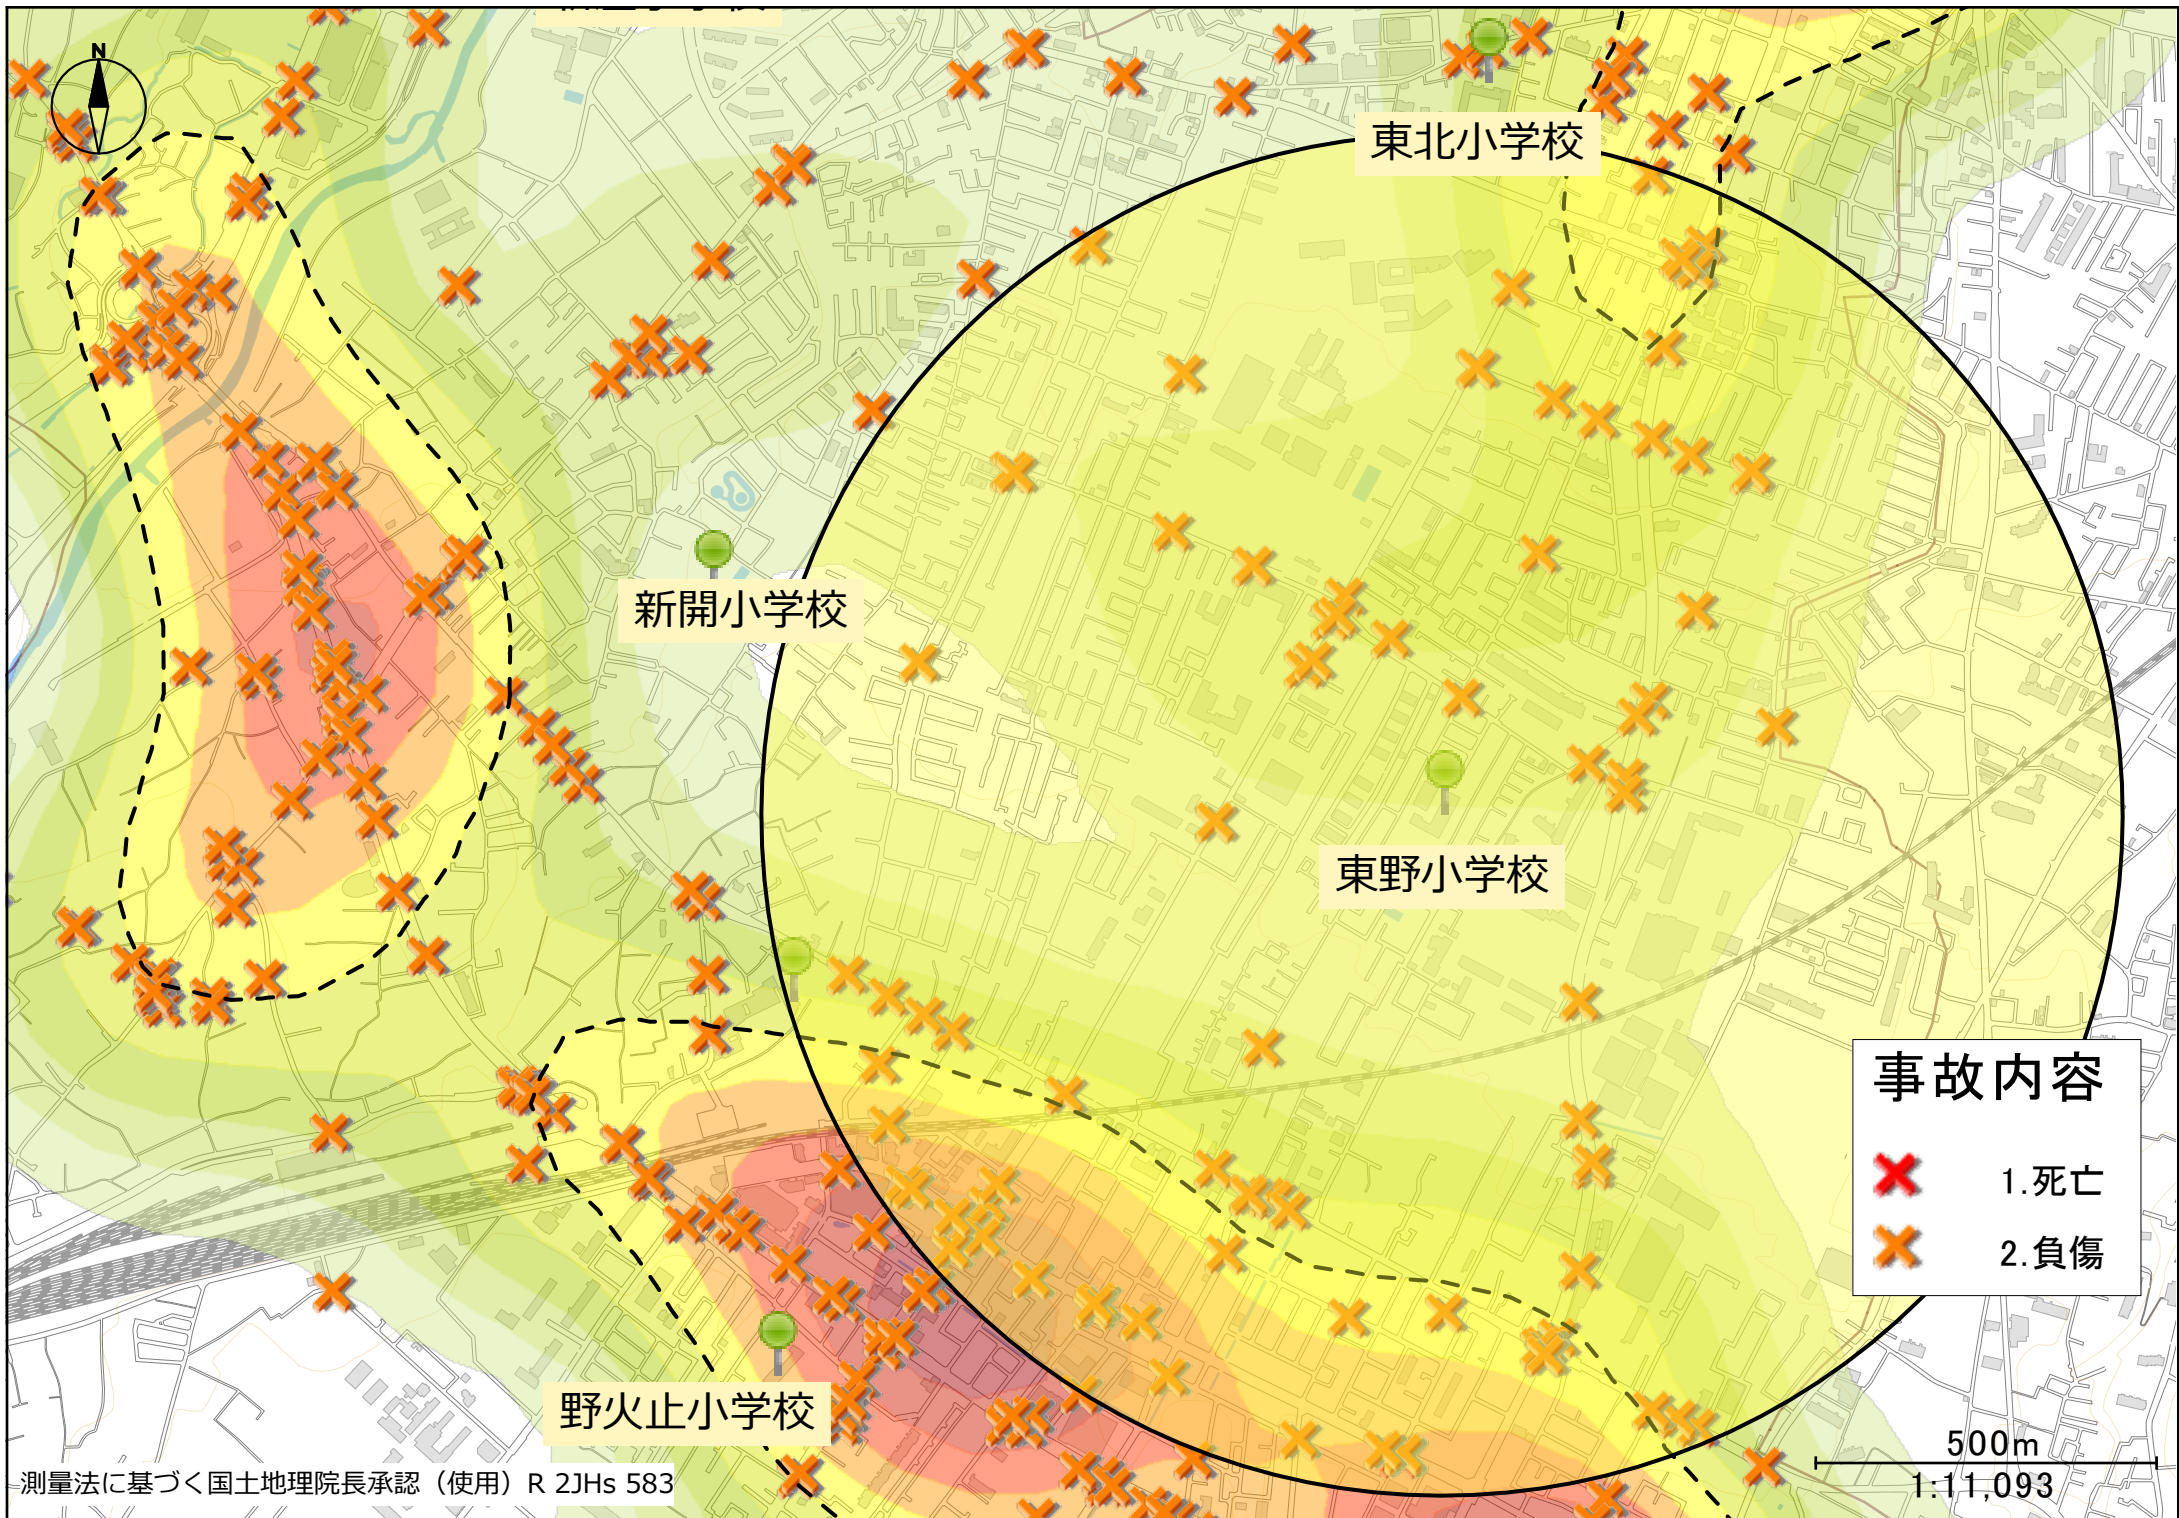 N
東北小学校
新開小学校
東野小学校
事故内容
1.死亡
2.負傷
野火止小学校
500m
1:11,093
測量法に基づく国土地理院長承認（使用）R 2JHs 583